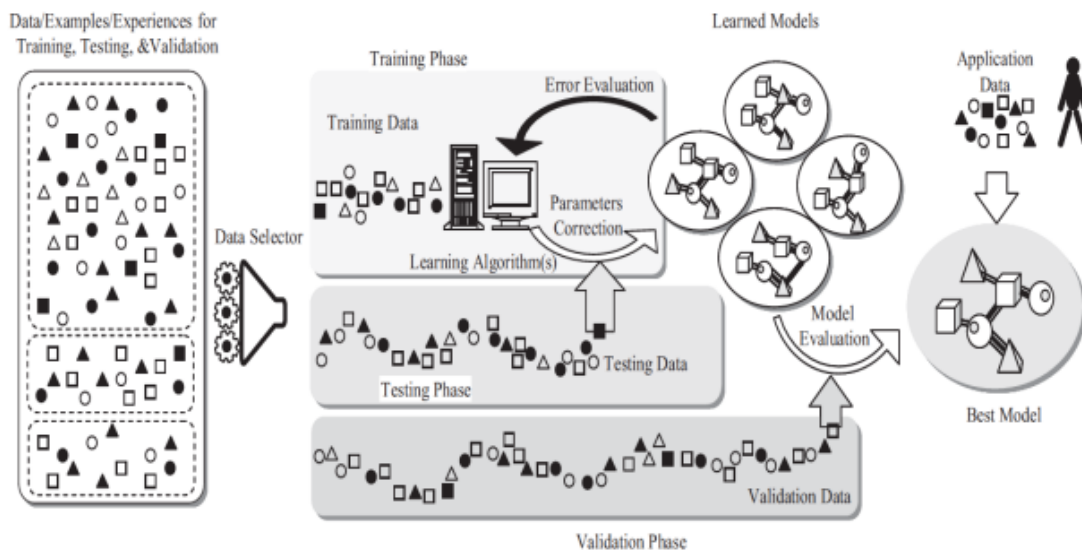 Data/Examples/Experiences for
Training, Testing, &Validation
Data Selector
Training Phase
Training Data
Error Evaluation
Parameters
Correction
Learning Algorithm(s)
Testing Data
Testing Phase
Validation Data
Validation Phase
Learned Models
Model
Evaluation
Application
Data
Best Model